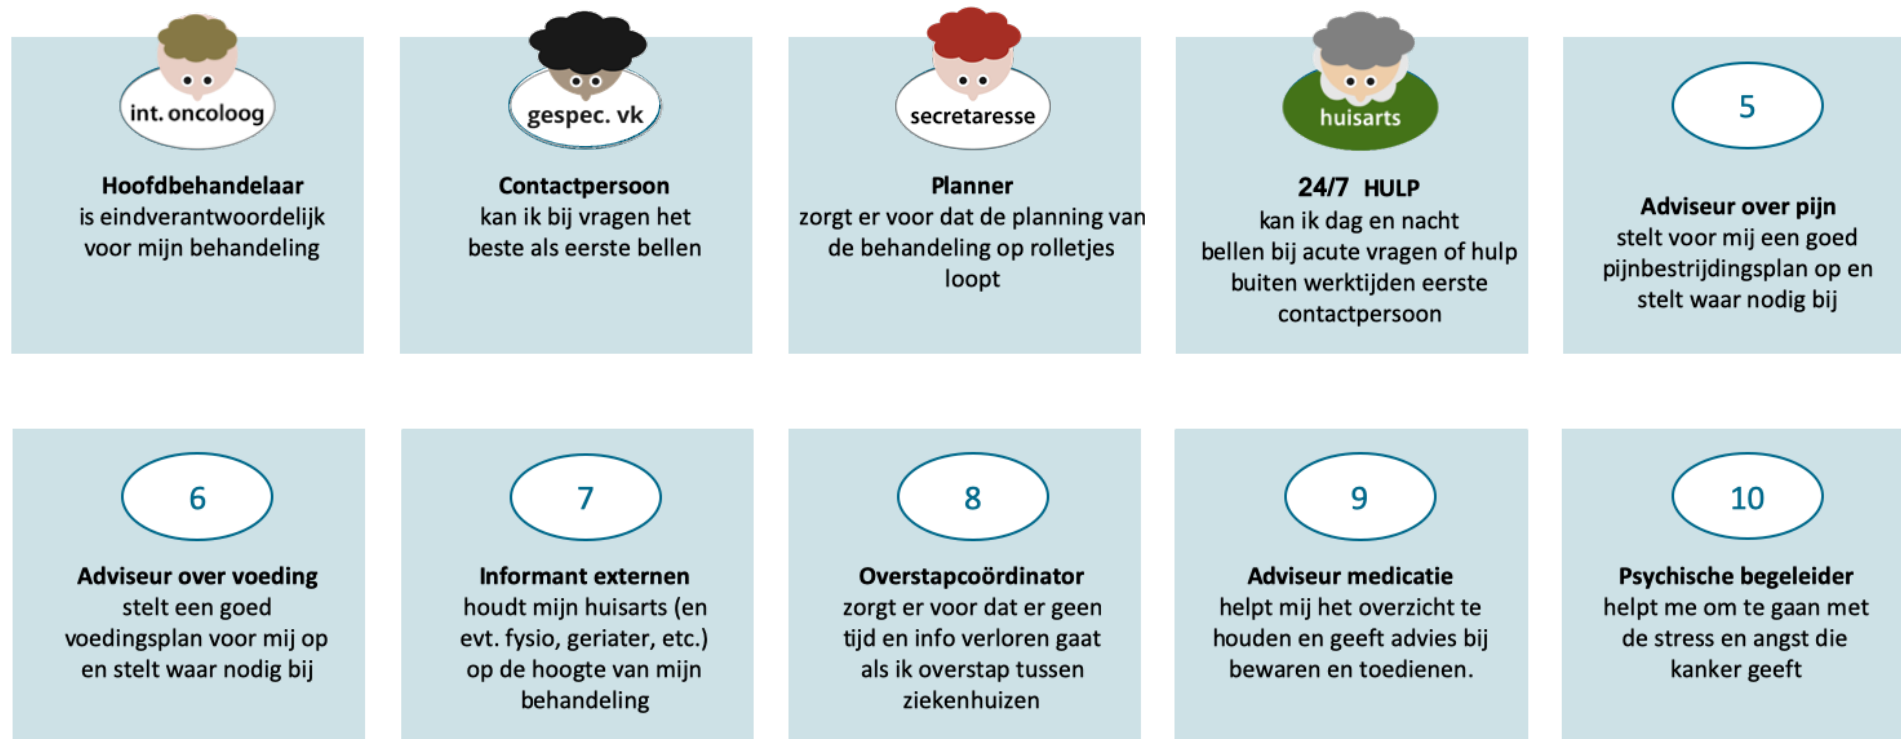 int. oncoloog
Hoofdbehandelaar
is eindverantwoordelijk
voor mijn behandeling
gespec. vk
Contactpersoon
kan ik bij vragen het
beste als eerste bellen
secretaresse
Planner
zorgt er voor dat de planning van
de behandeling op rolletjes
loopt
huisarts
24/7 HULP
kan ik dag en nacht
bellen bij acute vragen of hulp
buiten werktijden eerste
contactpersoon
5
Adviseur over pijn
stelt voor mij een goed
pijnbestrijdingsplan op en
stelt waar nodig bij
6
Adviseur over voeding
stelt een goed
voedingsplan voor mij op
en stelt waar nodig bij
7
Informant externen
houdt mijn huisarts (en
evt. fysio, geriater, etc.)
op de hoogte van mijn
behandeling
8
Overstapcoördinator
zorgt er voor dat er geen
tijd en info verloren gaat
als ik overstap tussen
ziekenhuizen
9
Adviseur medicatie
helpt mij het overzicht te
houden en geeft advies bij
bewaren en toedienen.
10
Psychische begeleider
helpt me om te gaan met
de stress en angst die
kanker geeft